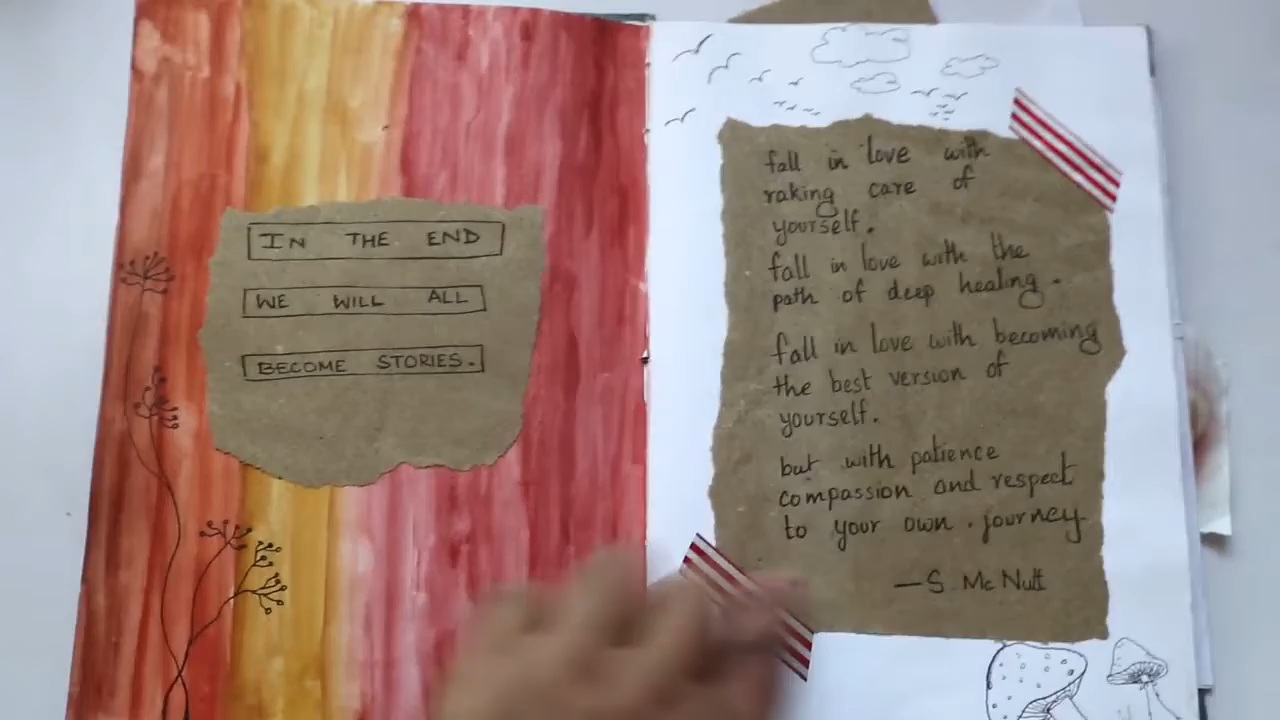 IN THE END
WE WILL ALL
BECOME STORIES.
fall in love with
raking care of
yourself.
fall in love with the
path of deep healing.
fall in love with becoming
the best version of
yourself.
but with patience
compassion and respect
to your own. journey
—S. McNutt